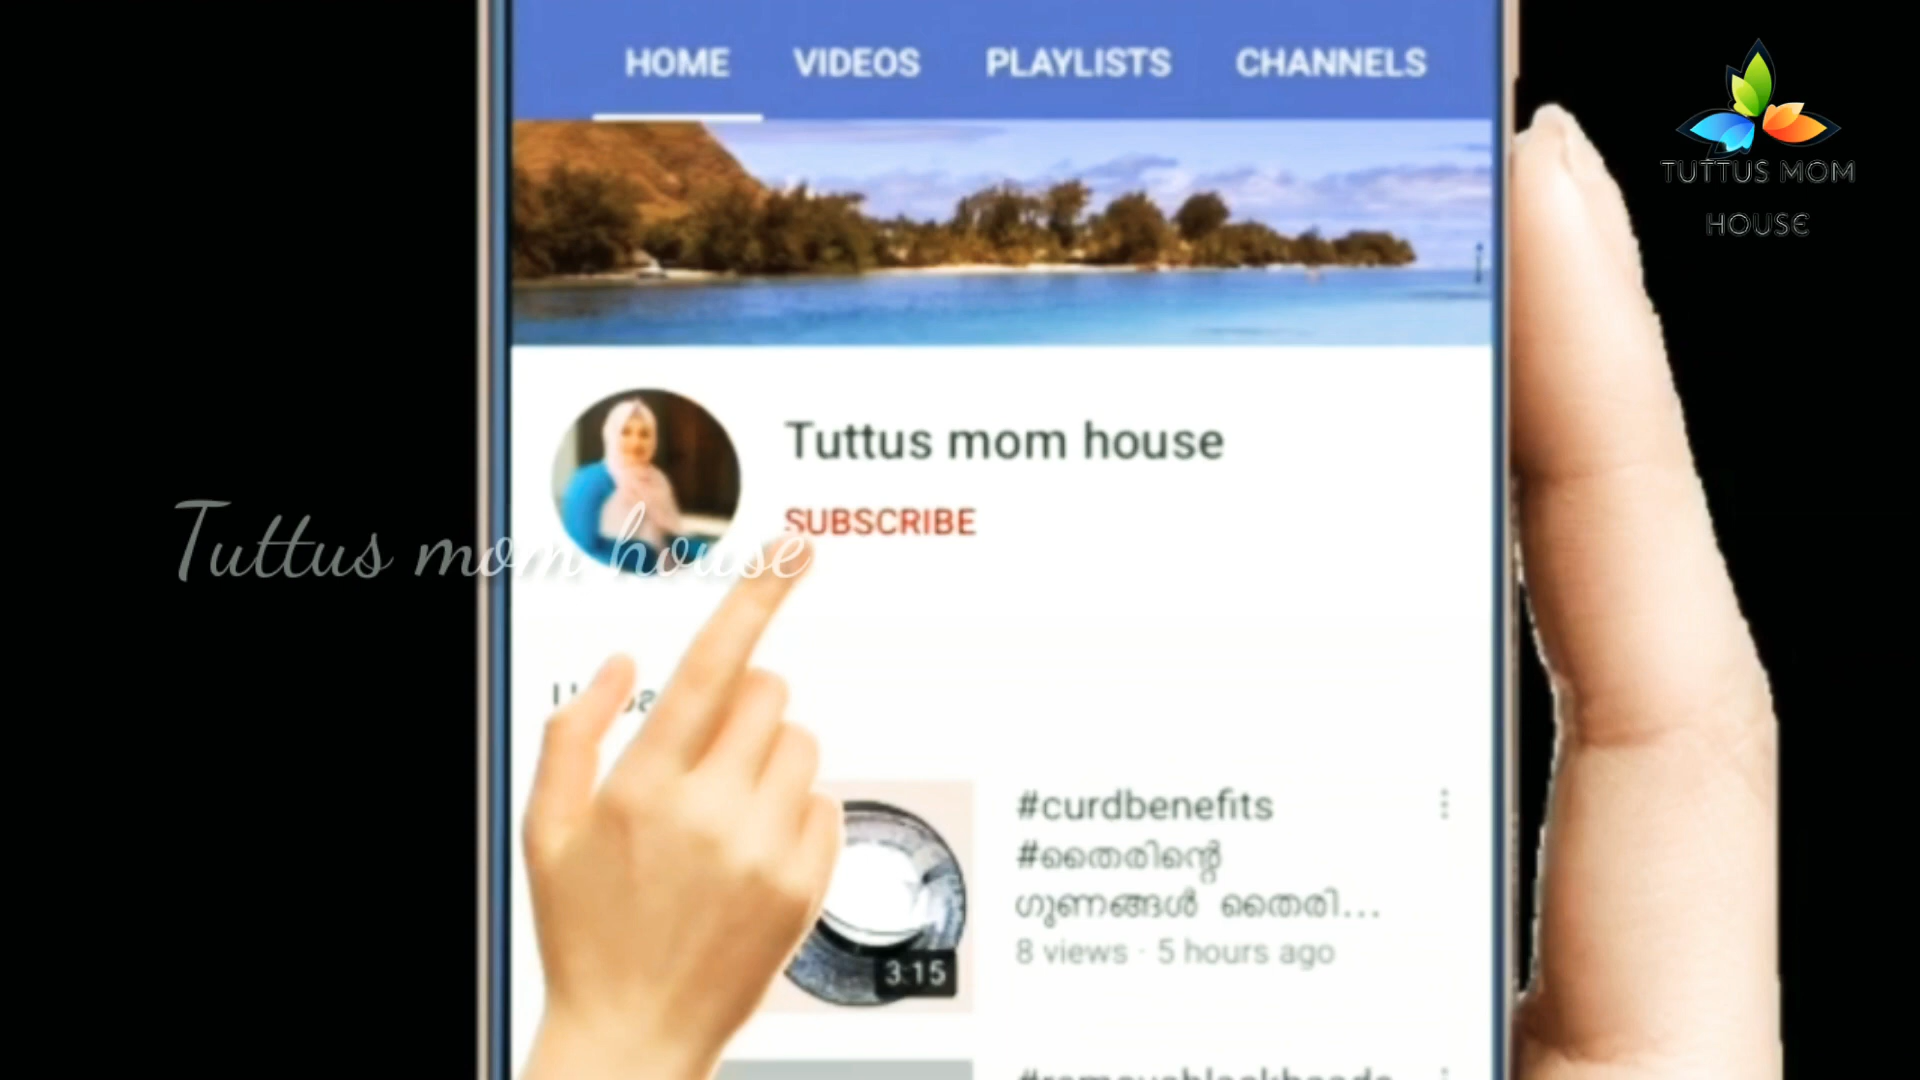 HOME VIDEOS PLAYLISTS CHANNELS
TUTTUS MOM
HOUSE
Tuttus mom house
SUBSCRIBE
Tuttus mom house
#curdbenefits
#തൈരിന്റെ
ഗുണങ്ങൾ തൈരി...
8 views · 5 hours ago
3:15